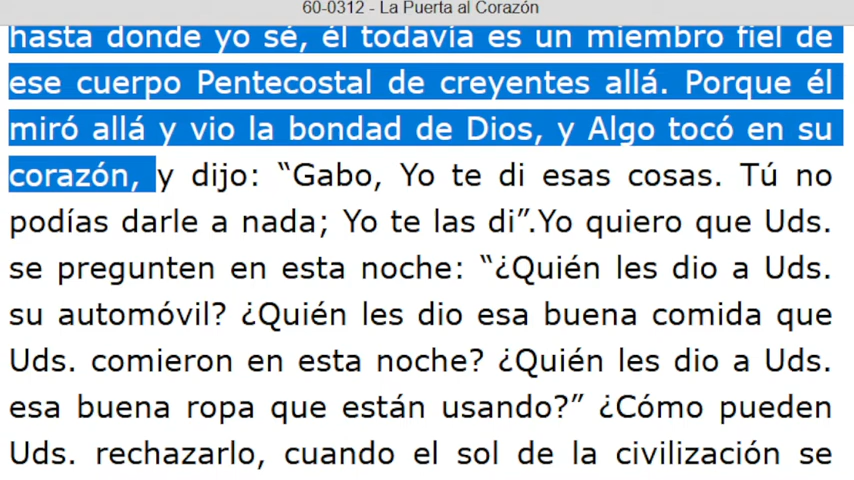 60-0312 - La Puerta al Corazón
hasta donde yo sé, él todavía es un miembro fiel de
ese cuerpo Pentecostal de creyentes allá. Porque él
miró allá y vio la bondad de Dios, y Algo tocó en su
corazón, y dijo: “Gabo, Yo te di esas cosas. Tú no
podías darle a nada; Yo te las di”.Yo quiero que Uds.
se pregunten en esta noche: “¿Quién les dio a Uds.
su automóvil? ¿Quién les dio esa buena comida que
Uds. comieron en esta noche? ¿Quién les dio a Uds.
esa buena ropa que están usando?” ¿Cómo pueden
Uds. rechazarlo, cuando el sol de la civilización se